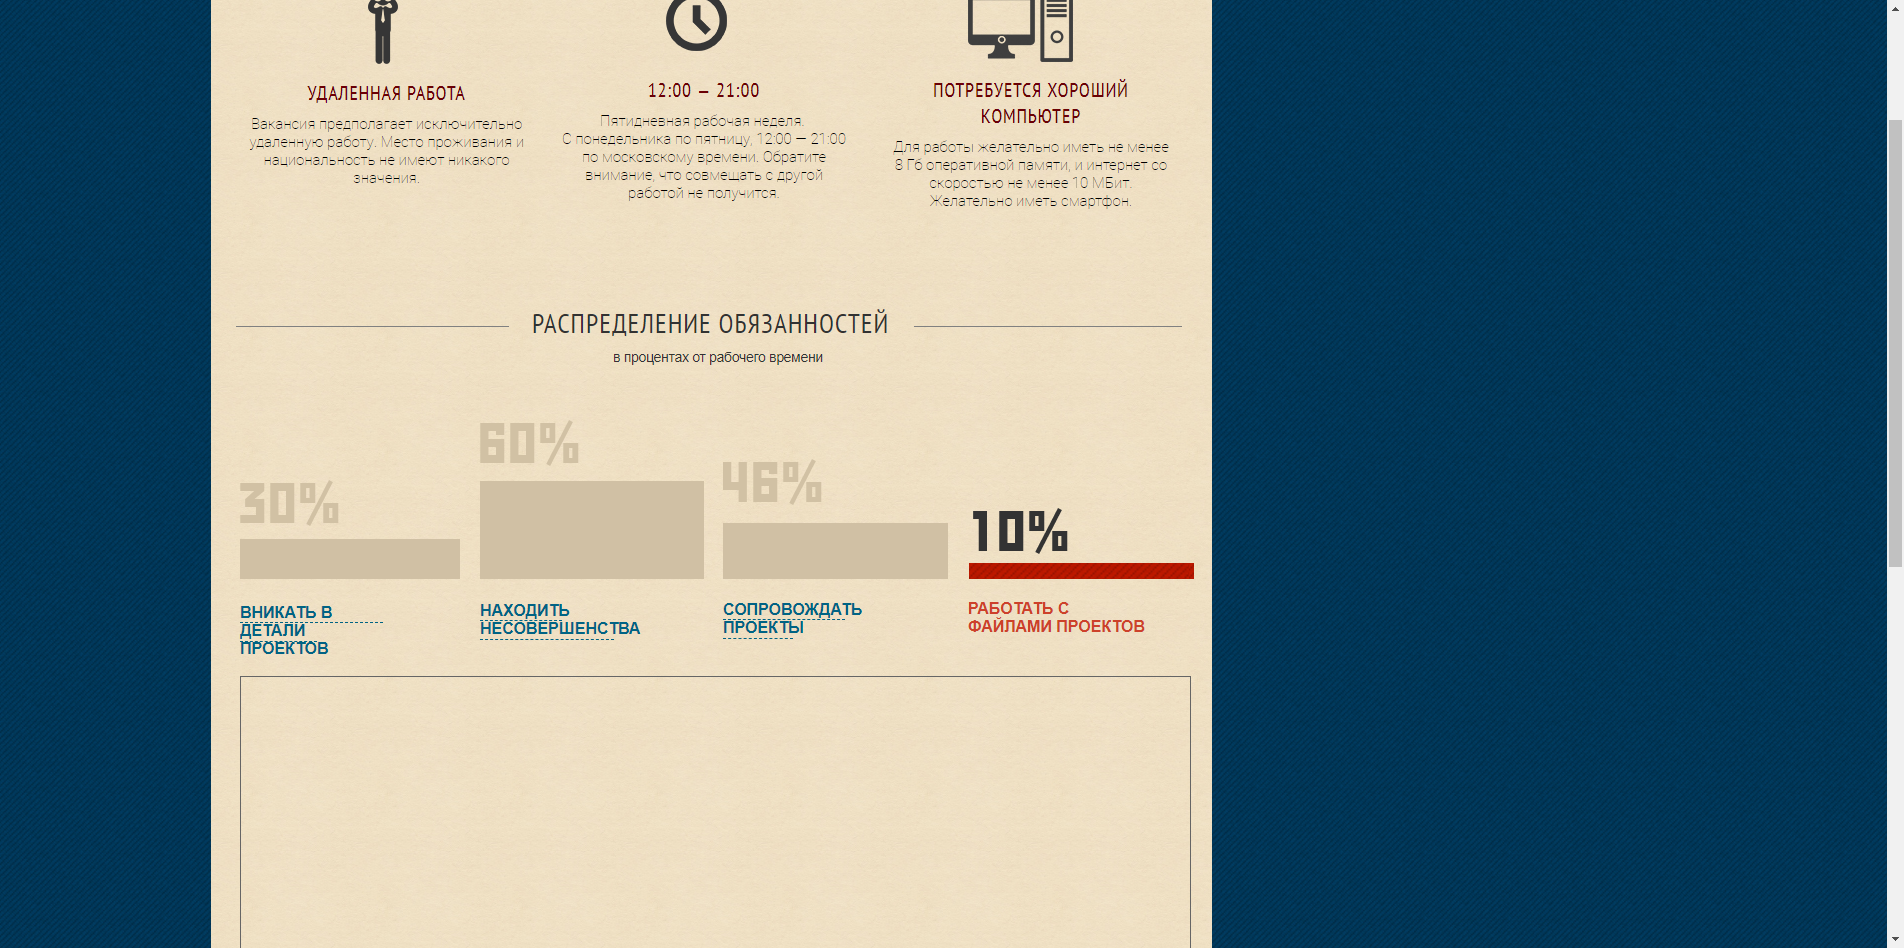 УДАЛЕННАЯ РАБОТА
Вакансия предполагает исключительно
удаленную работу. Место проживания и
национальность не имеют никакого
значения.
12:00 — 21:00
Пятидневная рабочая неделя.
С понедельника по пятницу, 12:00 — 21:00
по московскому времени. Обратите
внимание, что совмещать с другой
работой не получится.
ПОТРЕБУЕТСЯ ХОРОШИЙ
КОМПЬЮТЕР
Для работы желательно иметь не менее
8 Гб оперативной памяти, и интернет со
скоростью не менее 10 МБит.
Желательно иметь смартфон.
РАСПРЕДЕЛЕНИЕ ОБЯЗАННОСТЕЙ
в процентах от рабочего времени
30%
ВНИКАТЬ В
ДЕТАЛИ
ПРОЕКТОВ
60%
НАХОДИТЬ
НЕСОВЕРШЕНСТВА
46%
СОПРОВОЖДАТЬ
ПРОЕКТЫ
10%
РАБОТАТЬ С
ФАЙЛАМИ ПРОЕКТОВ